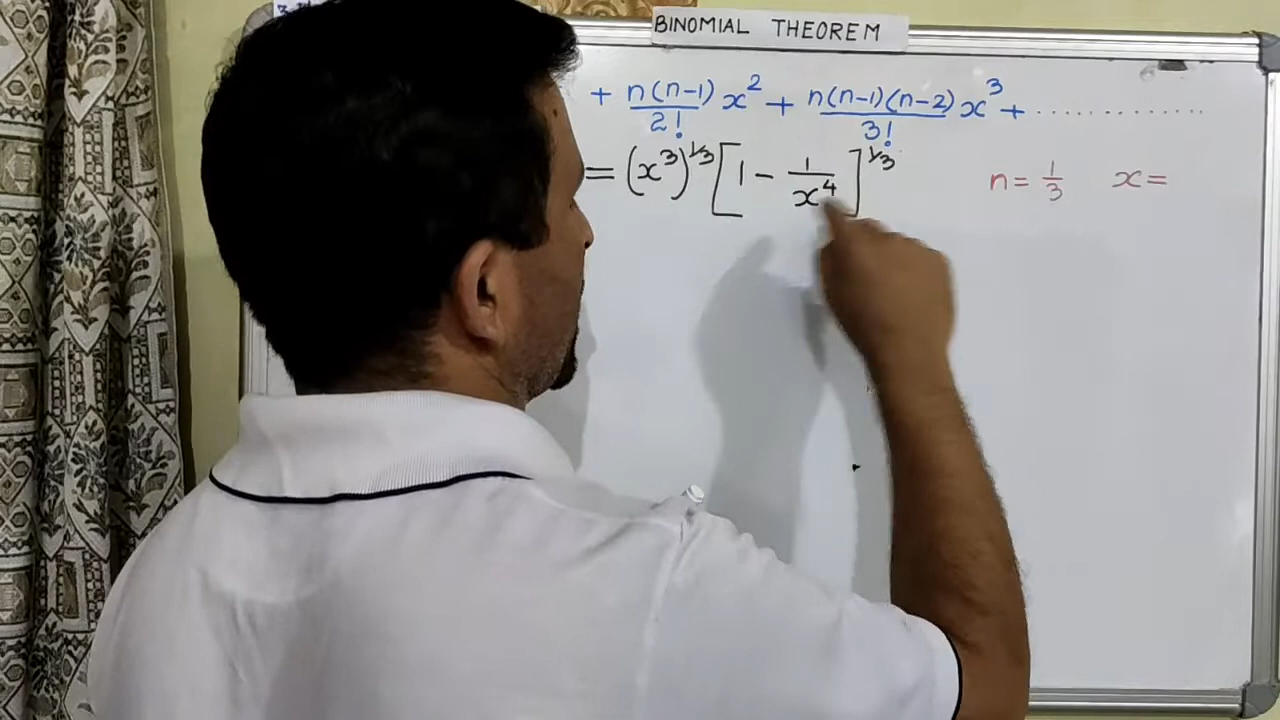 BINOMIAL THEOREM
+ n(n-1)/2! x² + n(n-1)(n-2)/3! x³ + ............
= (x³)^1/3 [1 - 1/x⁴]^1/3 n = 1/3 x =